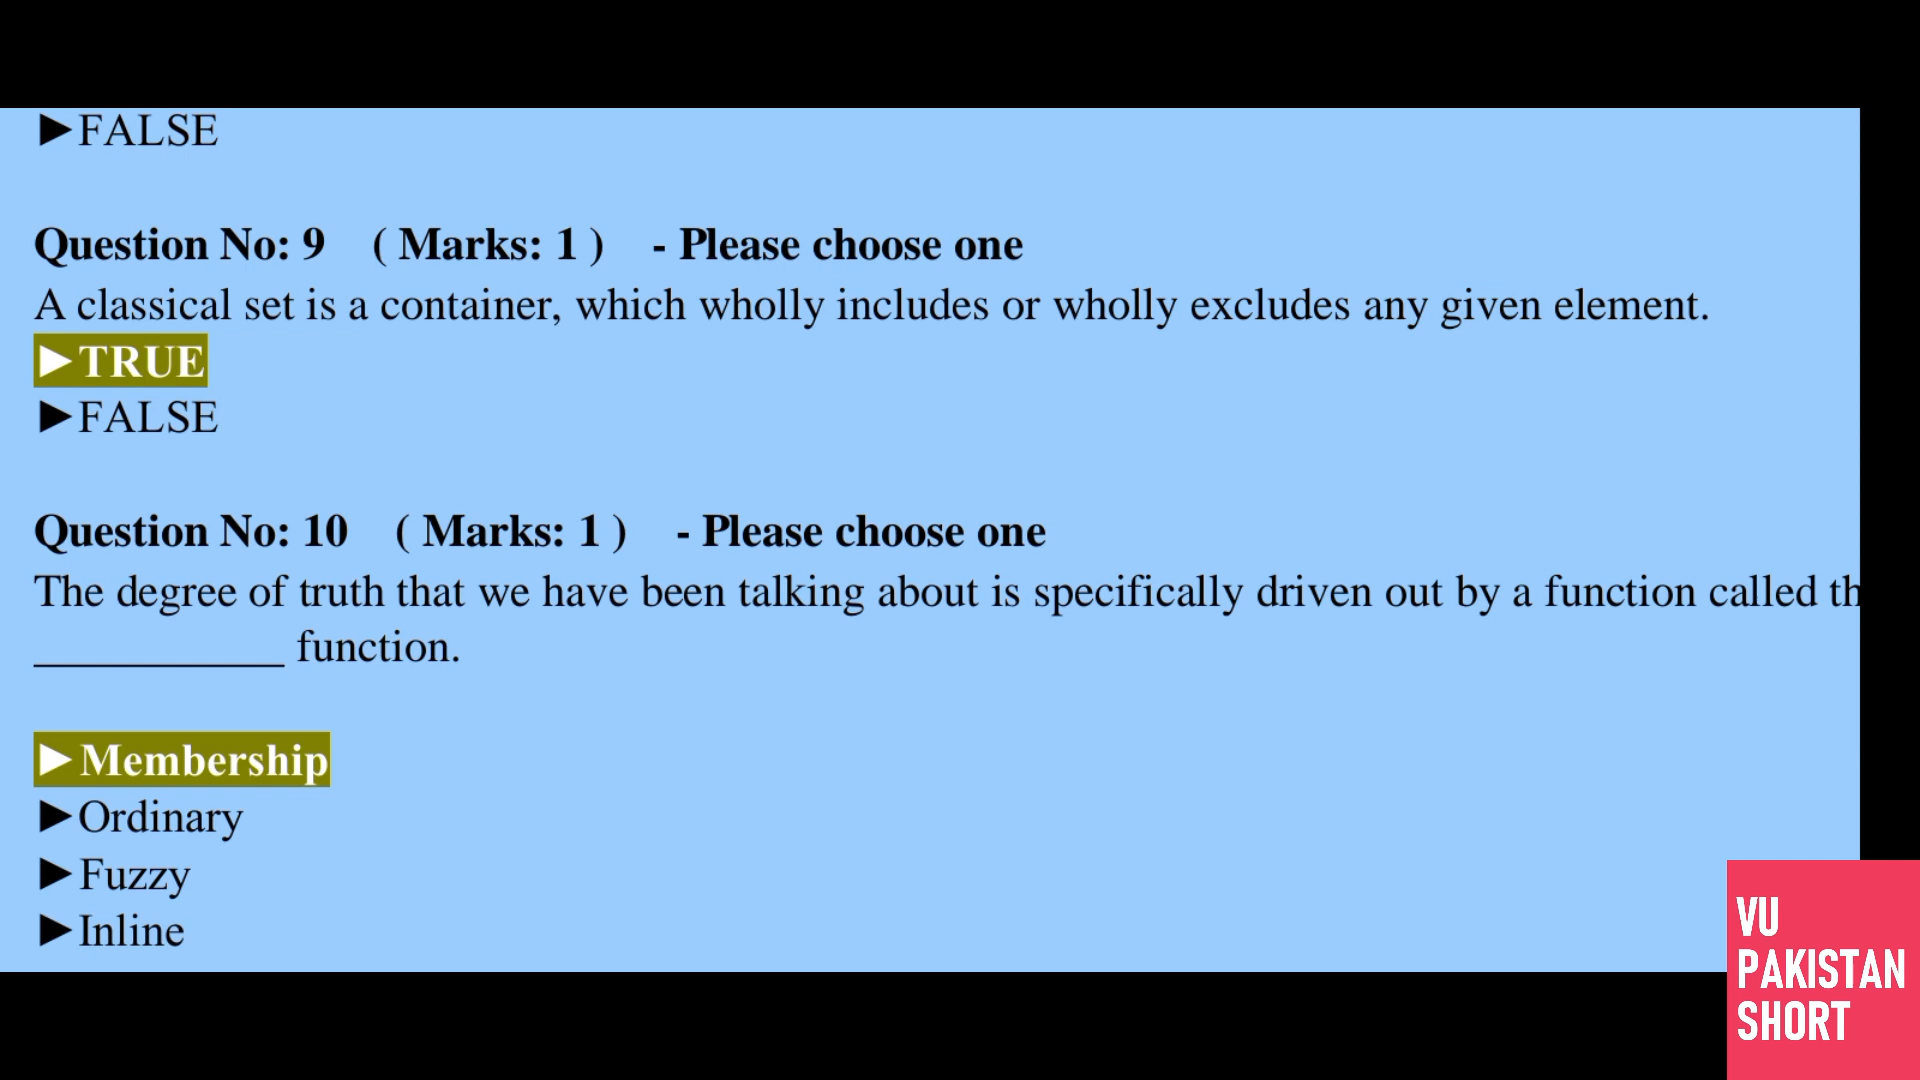 ►FALSE
Question No: 9 ( Marks: 1 ) - Please choose one
A classical set is a container, which wholly includes or wholly excludes any given element.
►TRUE
►FALSE
Question No: 10 ( Marks: 1 ) - Please choose one
The degree of truth that we have been talking about is specifically driven out by a function called th
___________ function.
►Membership
►Ordinary
►Fuzzy
►Inline
VU
PAKISTAN
SHORT